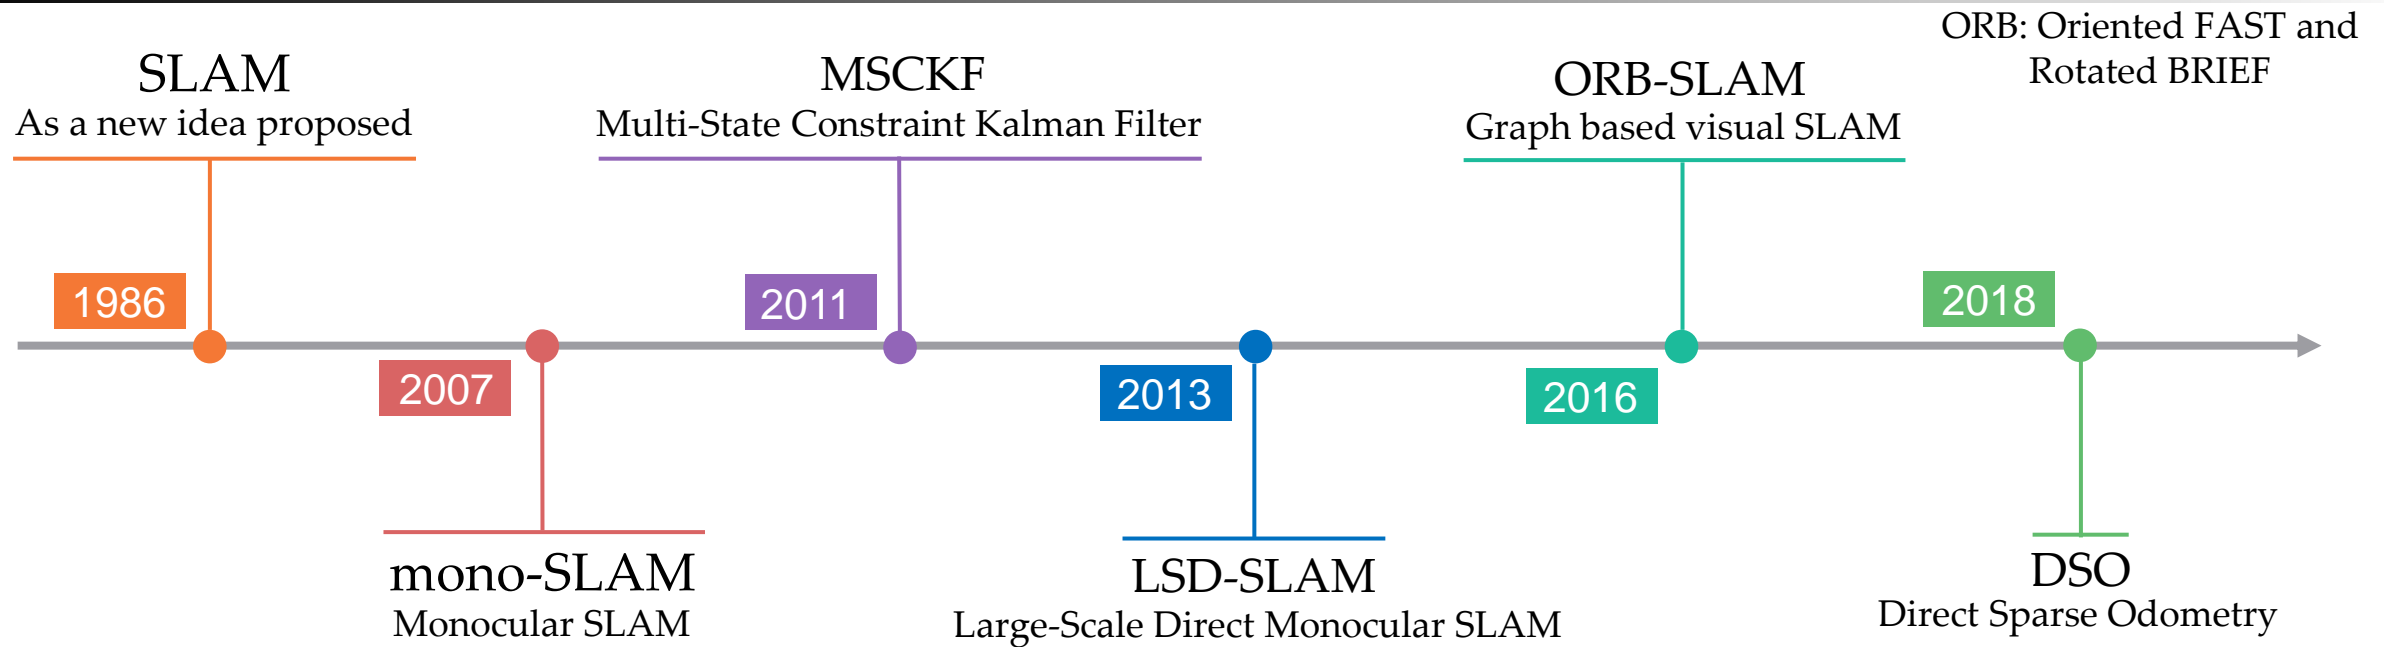 ORB: Oriented FAST and
Rotated BRIEF
SLAM
As a new idea proposed
MSCKF
Multi-State Constraint Kalman Filter
ORB-SLAM
Graph based visual SLAM
1986
2011
2018
2007
2013
2016
mono-SLAM
Monocular SLAM
LSD-SLAM
Large-Scale Direct Monocular SLAM
DSO
Direct Sparse Odometry